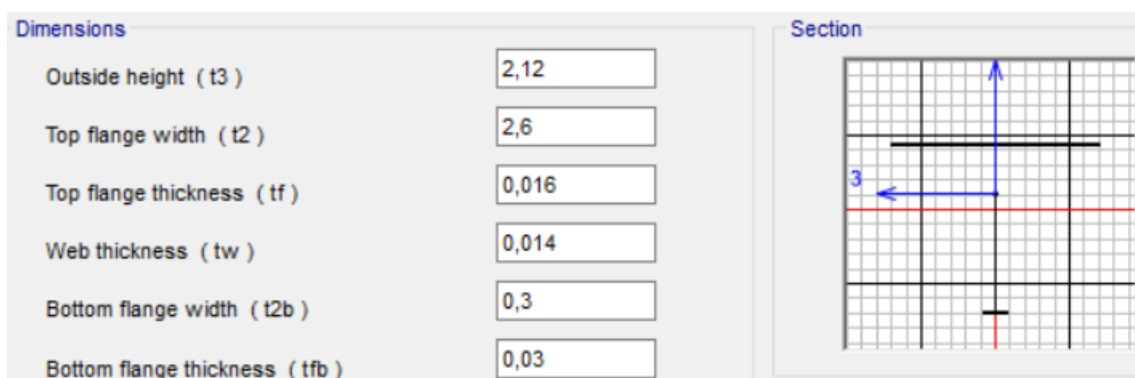 Dimensions
Outside height ( t3 )
2,12
Top flange width ( t2 )
2,6
Top flange thickness ( tf )
0,016
Web thickness ( tw )
0,014
Bottom flange width ( t2b )
0,3
Bottom flange thickness ( tfb )
0,03
Section
3